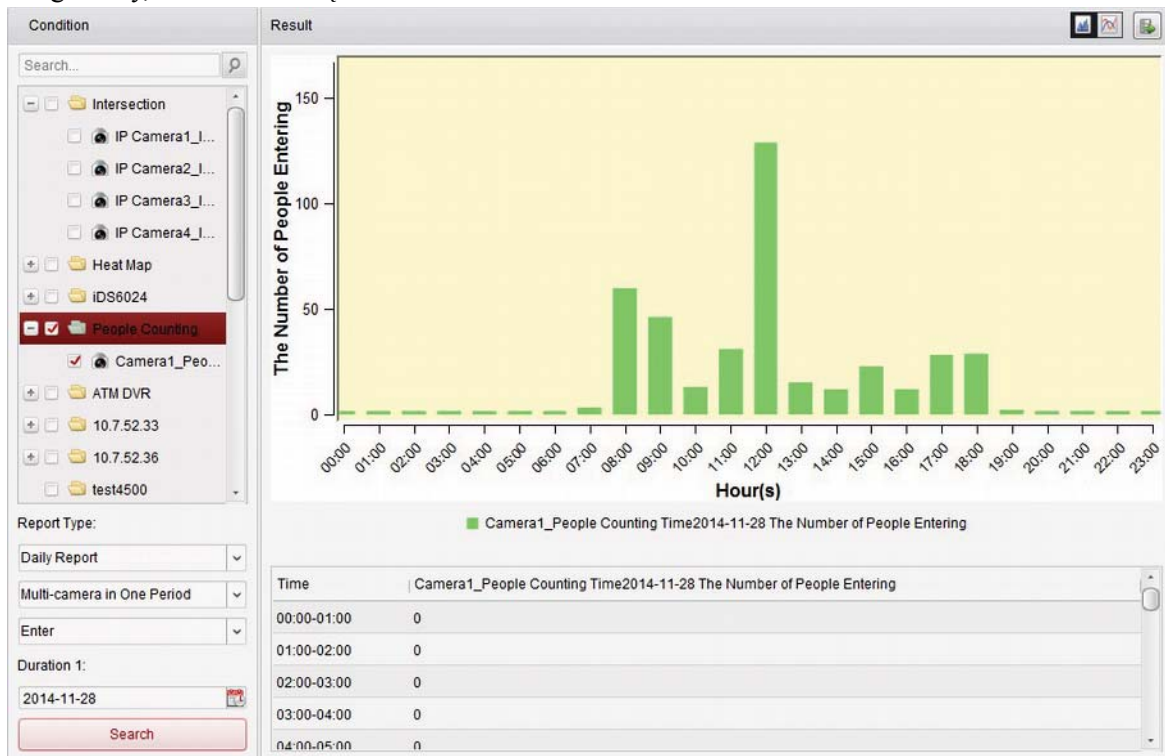 Condition
Search...
Intersection
IP Camera1_I...
IP Camera2_I...
IP Camera3_I...
IP Camera4_I...
Heat Map
iDS6024
People Counting
Camera1_Peo...
ATM DVR
10.7.52.33
10.7.52.36
test4500
Report Type:
Daily Report
Multi-camera in One Period
Enter
Duration 1:
2014-11-28
Search
Result
The Number of People Entering
150
100
50
0
00:00 01:00 02:00 03:00 04:00 05:00 06:00 07:00 08:00 09:00 10:00 11:00 12:00 13:00 14:00 15:00 16:00 17:00 18:00 19:00 20:00 21:00 22:00 23:00
Hour(s)
Camera1_People Counting Time2014-11-28 The Number of People Entering
Time Camera1_People Counting Time2014-11-28 The Number of People Entering
00:00-01:00 0
01:00-02:00 0
02:00-03:00 0
03:00-04:00 0
04:00-05:00 0